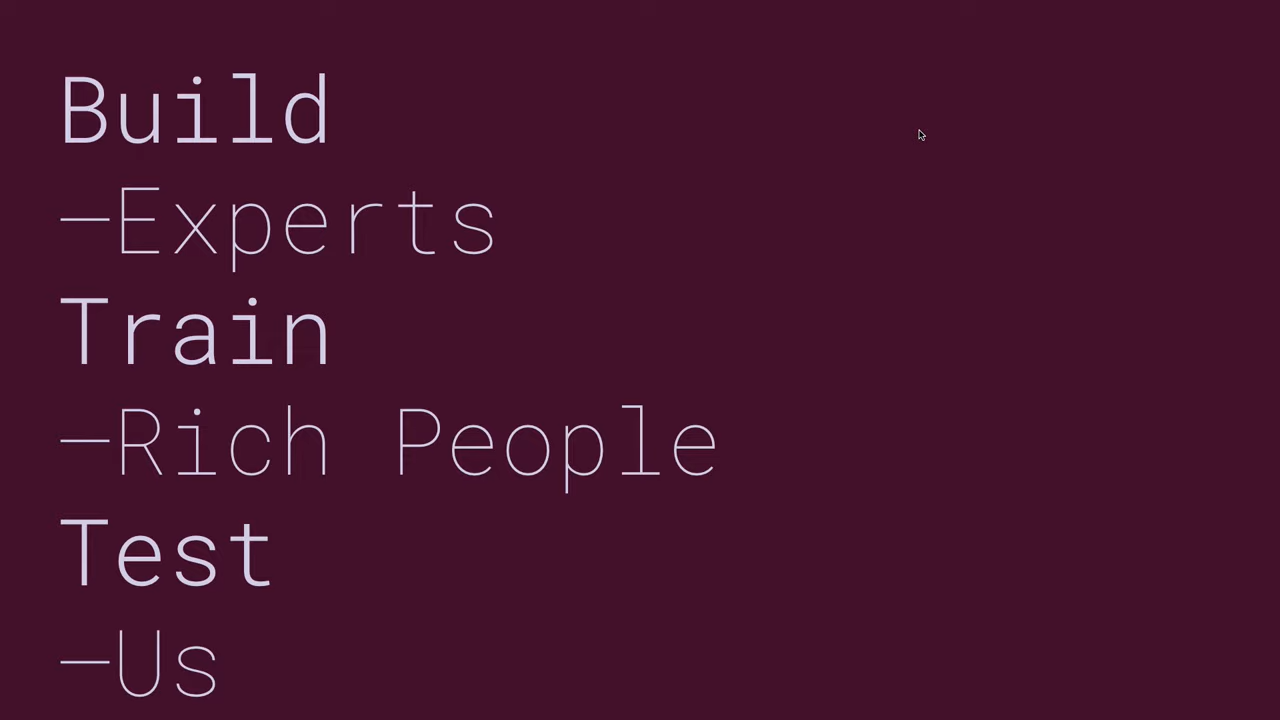 Build
—Experts
Train
—Rich People
Test
—Us